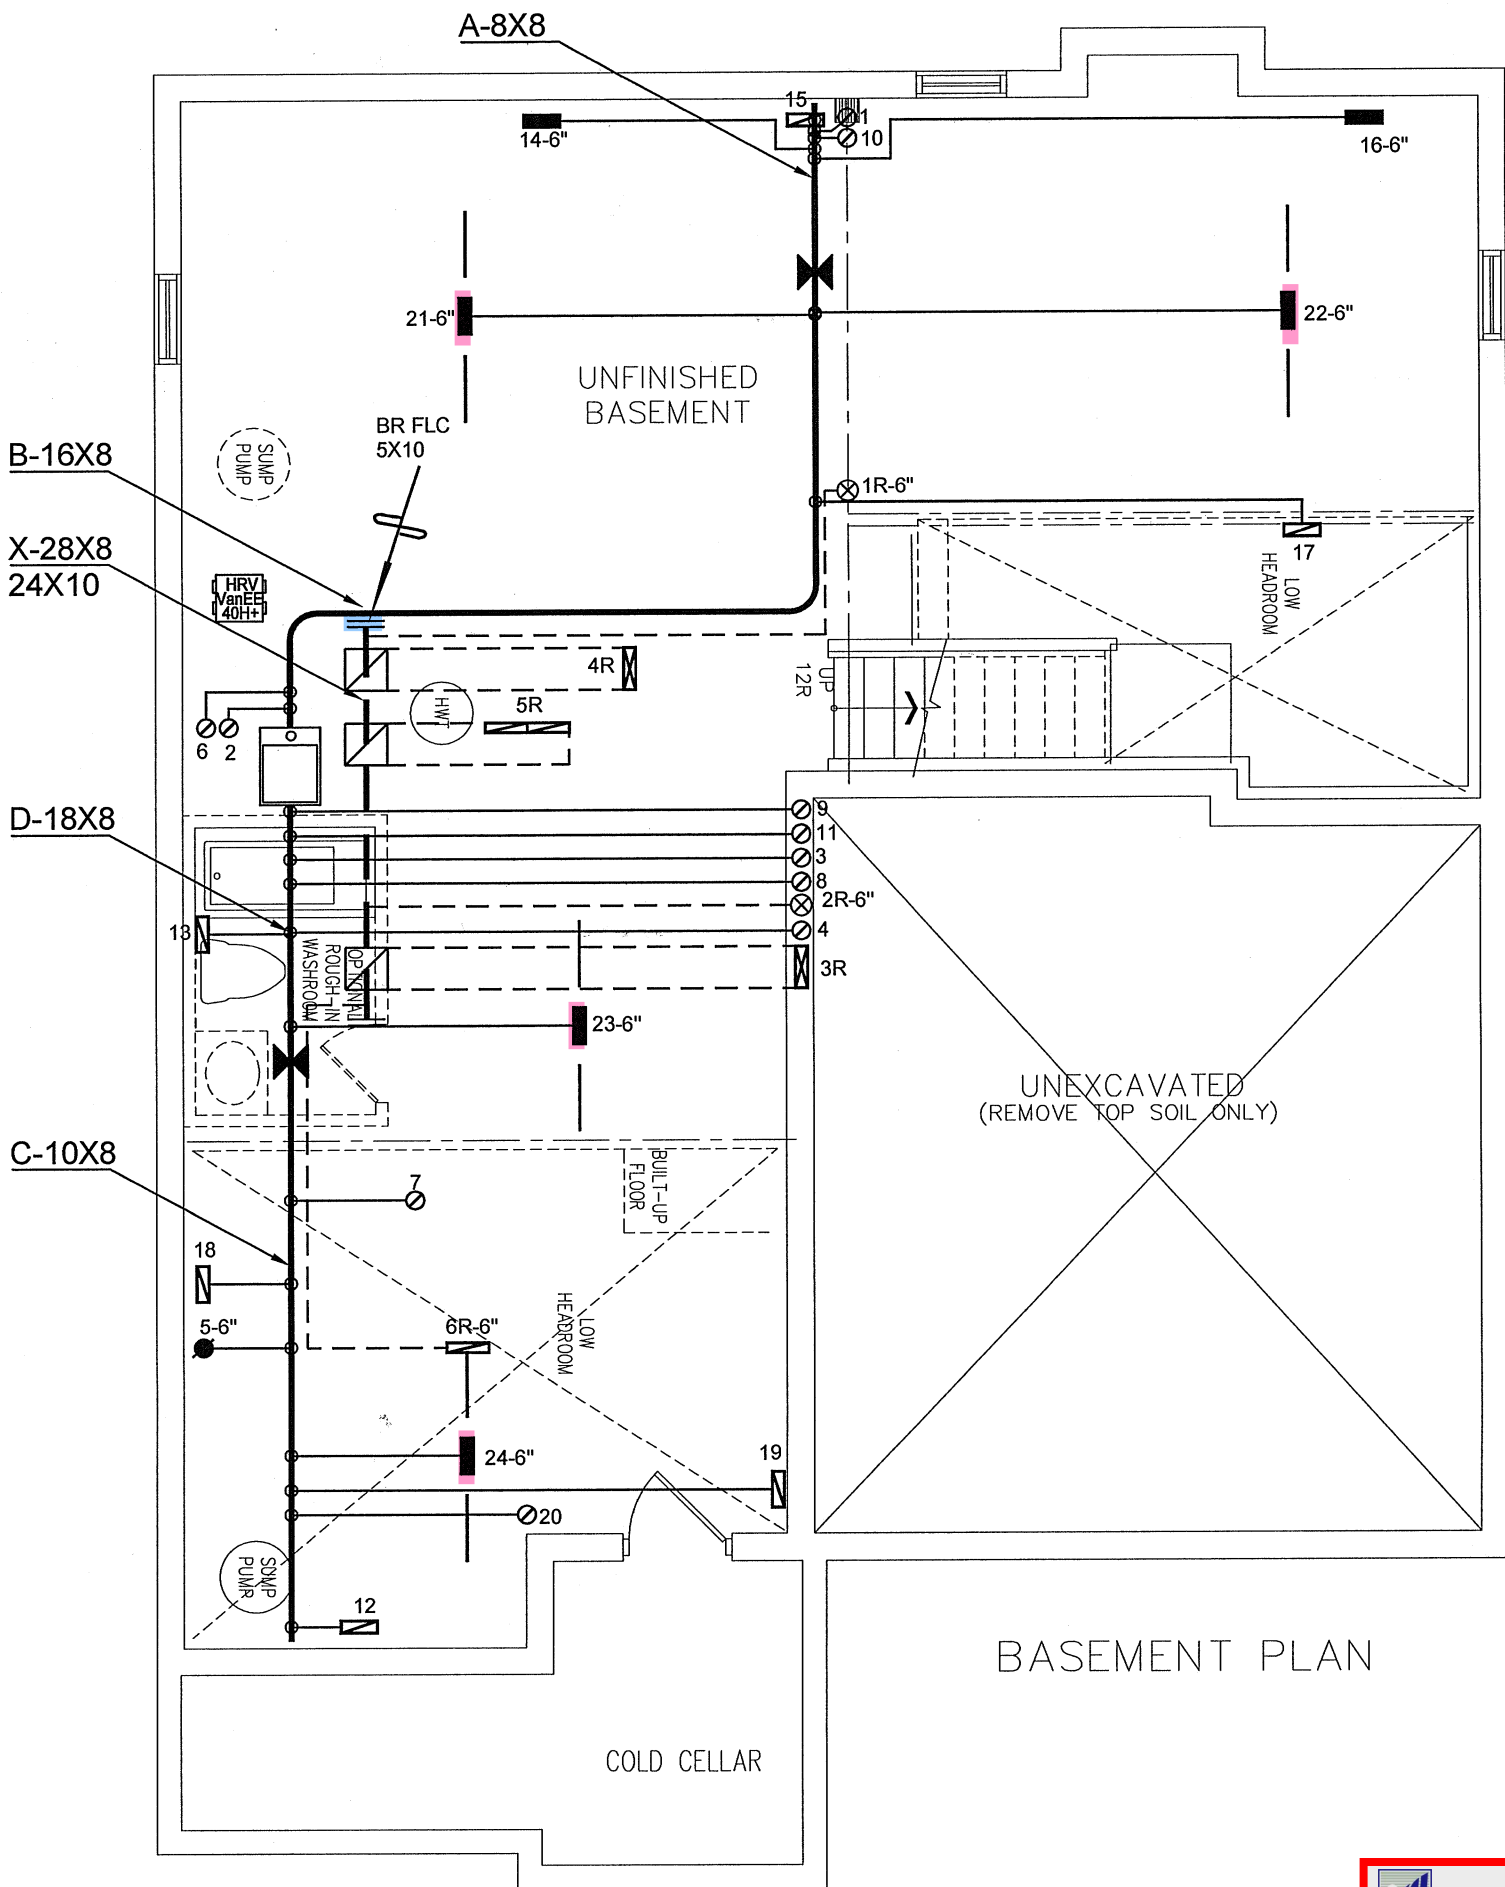 A-8X8
15
1
14-6"
10
16-6"
21-6"
22-6"
UNFINISHED
BASEMENT
BR FLC
5X10
B-16X8
SUMP
PUMP
1R-6"
X-28X8
24X10
17
LOW
HEADROOM
HRV
VanEE
40H+
4R
UP
12R
HWT
5R
6
2
D-18X8
9
11
3
8
2R-6"
13
4
OPTIONAL
ROUGH-IN
WASHROOM
3R
23-6"
UNEXCAVATED
(REMOVE TOP SOIL ONLY)
C-10X8
BUILT-UP
FLOOR
7
18
5-6"
6R-6"
LOW
HEADROOM
24-6"
19
20
SUMP
PUMP
12
BASEMENT PLAN
COLD CELLAR